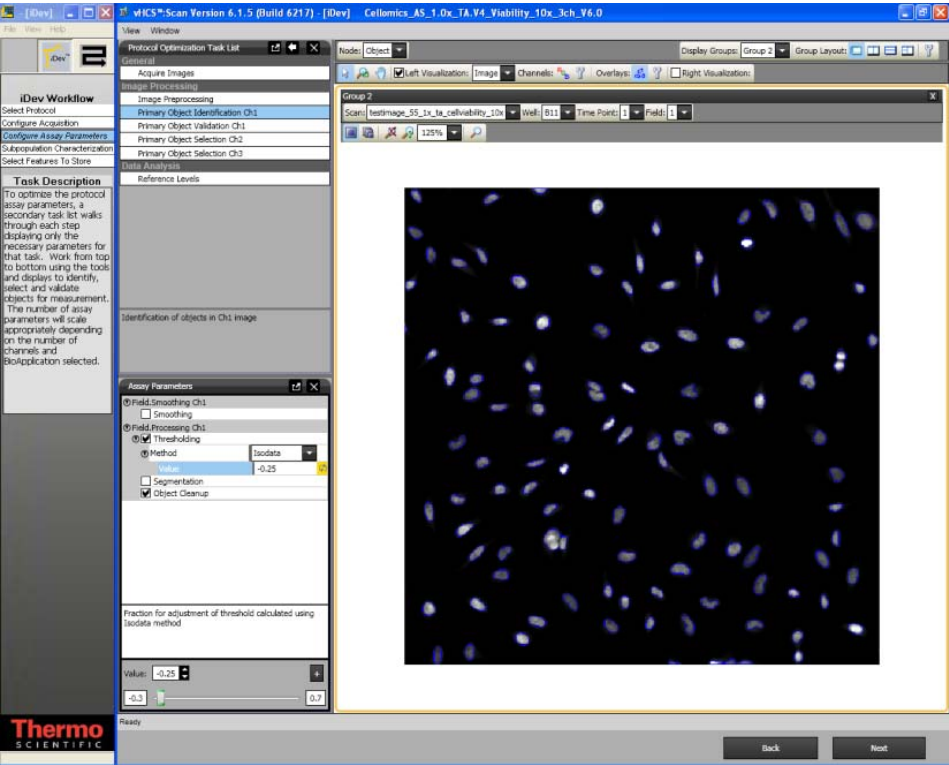 - [iDev]
vHCS™:Scan Version 6.1.5 (Build 6217) - [iDev] Cellomics_AS_1.0x_TA.V4_Viability_10x_3ch_V6.0
File View Help
View Window
iDev
iDev Workflow
Select Protocol
Configure Acquisition
Configure Assay Parameters
Subpopulation Characterization
Select Features To Store
Task Description
To optimize the protocol
assay parameters, a
secondary task list walks
through each step
displaying only the
necessary parameters for
that task. Work from top
to bottom using the tools
and displays to identify,
select and validate
objects for measurement.
The number of assay
parameters will scale
appropriately depending
on the number of
channels and
BioApplication selected.
Thermo
SCIENTIFIC
Protocol Optimization Task List
General
Acquire Images
Image Processing
Image Preprocessing
Primary Object Identification Ch1
Primary Object Validation Ch1
Primary Object Selection Ch2
Primary Object Selection Ch3
Data Analysis
Reference Levels
Identification of objects in Ch1 image
Assay Parameters
Field.Smoothing Ch1
Smoothing
Field.Processing Ch1
Thresholding
Method Isodata
Value: -0.25
Segmentation
Object Cleanup
Fraction for adjustment of threshold calculated using
Isodata method
Value: -0.25
-0.3 0.7
Node: Object Display Groups: Group 2 Group Layout:
Left Visualization: Image Channels: Overlays: Right Visualization:
Group 2 X
Scan: testimage_55_1x_ta_cellviability_10x Well: B11 Time Point: 1 Field: 1
125%
Ready
Back Next